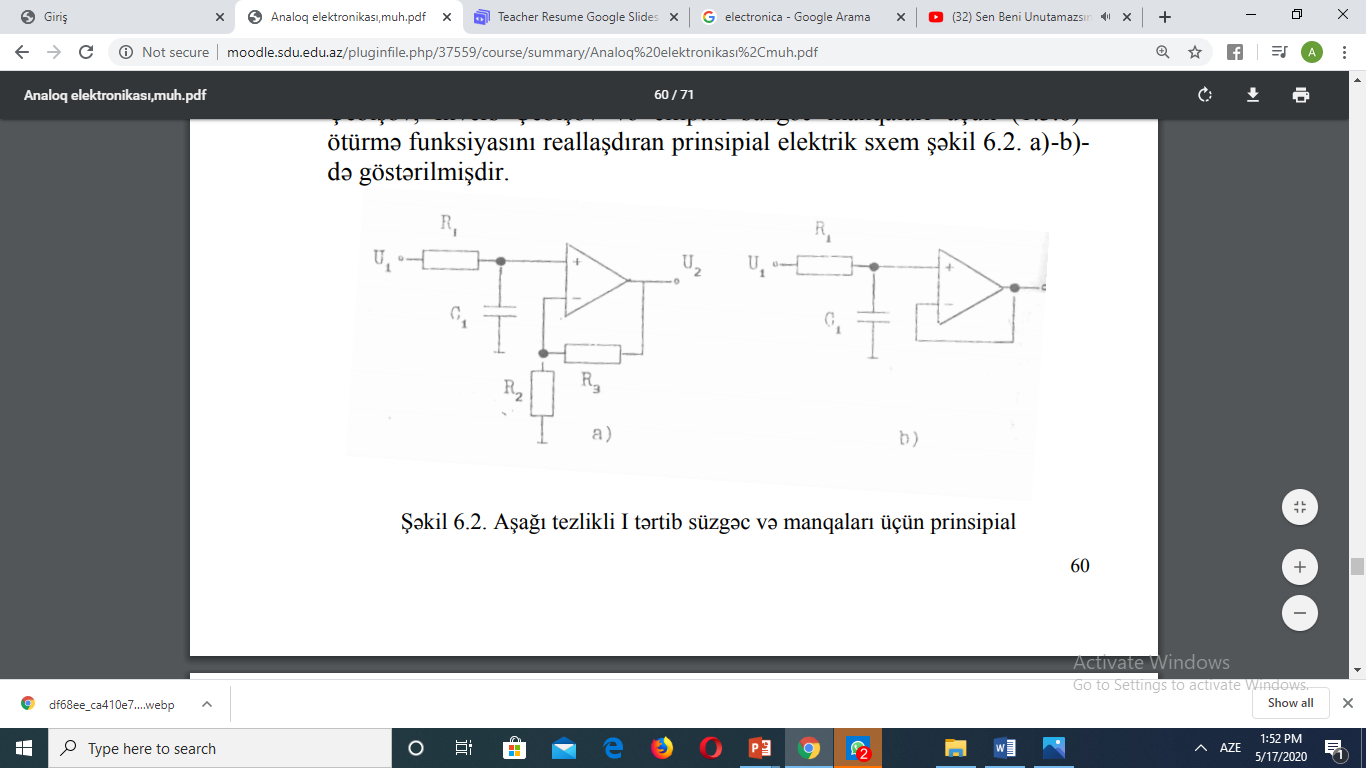 Giriş
Analoq elektronikası,muh.pdf
Teacher Resume Google Slides
electronica - Google Arama
(32) Sen Beni Unutamazsın
Not secure
moodle.sdu.edu.az/pluginfile.php/37559/course/summary/Analoq%20elektronikası%2Cmuh.pdf
A
Analoq elektronikası,muh.pdf
60 / 71
ötürmə funksiyasını reallaşdıran prinsipial elektrik sxem şəkil 6.2. a)-b)-
də göstərilmişdir.
R1
U1
+
−
U2
C1
R2
R3
a)
R1
U1
+
−
C1
b)
Şəkil 6.2. Aşağı tezlikli I tərtib süzgəc və manqaları üçün prinsipial
60
Activate Windows
Go to Settings to activate Windows.
df68ee_ca410e7....webp
Show all
Type here to search
2
AZE
1:52 PM
5/17/2020
1